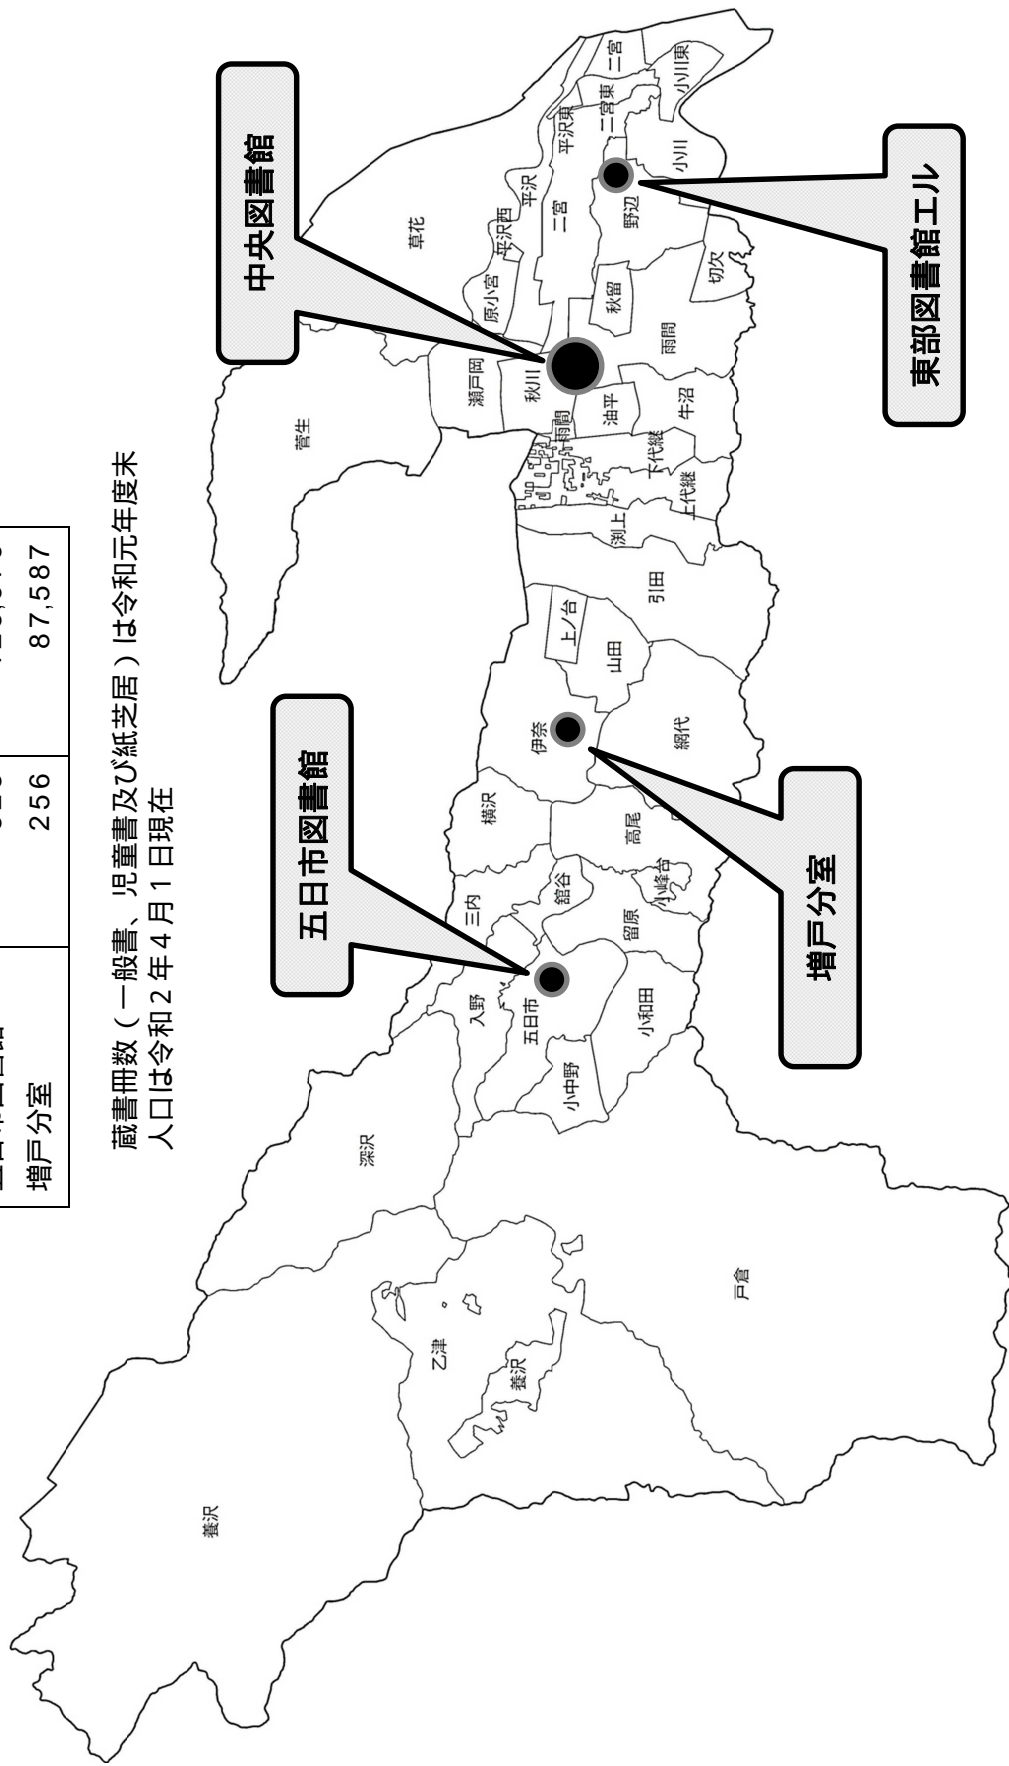 増戸分室 256 87,587
蔵書冊数(一般書、児童書及び紙芝居)は令和元年度末
人口は令和2年4月1日現在
中央図書館
五日市図書館
増戸分室
東部図書館エル
養沢
深沢
乙津
養沢
戸倉
入野
五日市
小中野
小和田
三内
横沢
舘谷
留原
小峰台
高尾
伊奈
網代
上ノ台
山田
引田
渕上
上代継
下代継
菅生
瀬戸岡
秋川
雨間
油平
牛沼
草花
原小宮
平沢西
平沢
平沢東
二宮
秋留
雨間
切欠
野辺
小川
二宮東
二宮
小川東